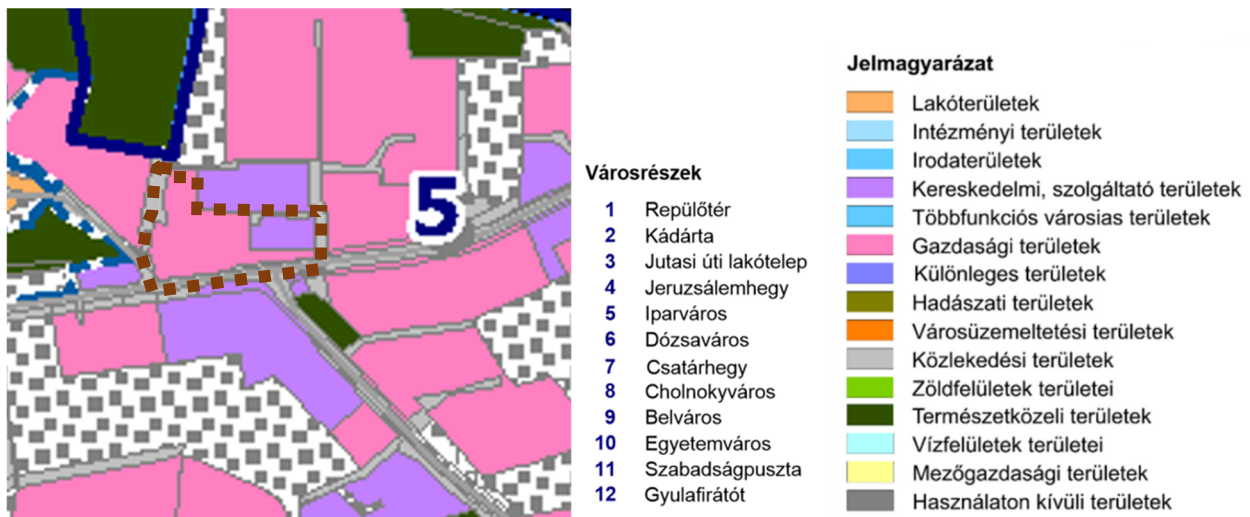 5
Városrészek
1 Repülőtér
2 Kádárta
3 Jutasi úti lakótelep
4 Jeruzsálemhegy
5 Iparváros
6 Dózsaváros
7 Csatárhegy
8 Cholnokyváros
9 Belváros
10 Egyetemváros
11 Szabadságpuszta
12 Gyulafirátót
Jelmagyarázat
Lakóterületek
Intézményi területek
Irodaterületek
Kereskedelmi, szolgáltató területek
Többfunkciós városias területek
Gazdasági területek
Különleges területek
Hadászati területek
Városüzemeltetési területek
Közlekedési területek
Zöldfelületek területei
Természetközeli területek
Vízfelületek területei
Mezőgazdasági területek
Használaton kívüli területek